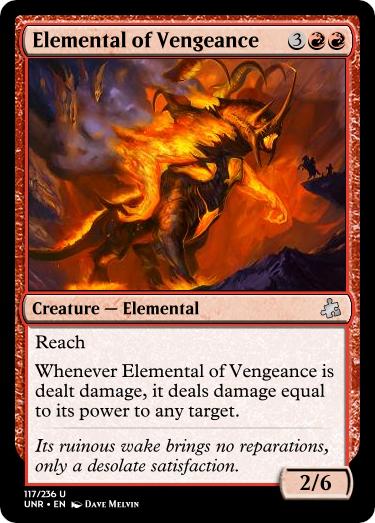 Elemental of Vengeance 3
Creature — Elemental
Reach
Whenever Elemental of Vengeance is
dealt damage, it deals damage equal
to its power to any target.
Its ruinous wake brings no reparations,
only a desolate satisfaction.
2/6
117/236 U
UNR • EN Dave Melvin